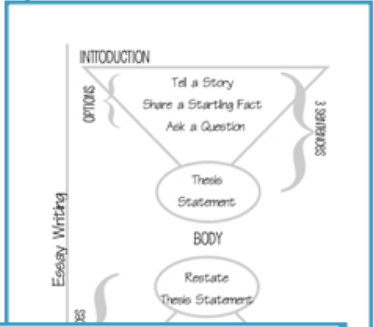 INTRODUCTION
OPTIONS
Tell a Story
Share a Startling Fact
Ask a Question
3 SENTENCES
Thesis
Statement
Essay Writing
BODY
Restate
Thesis Statement